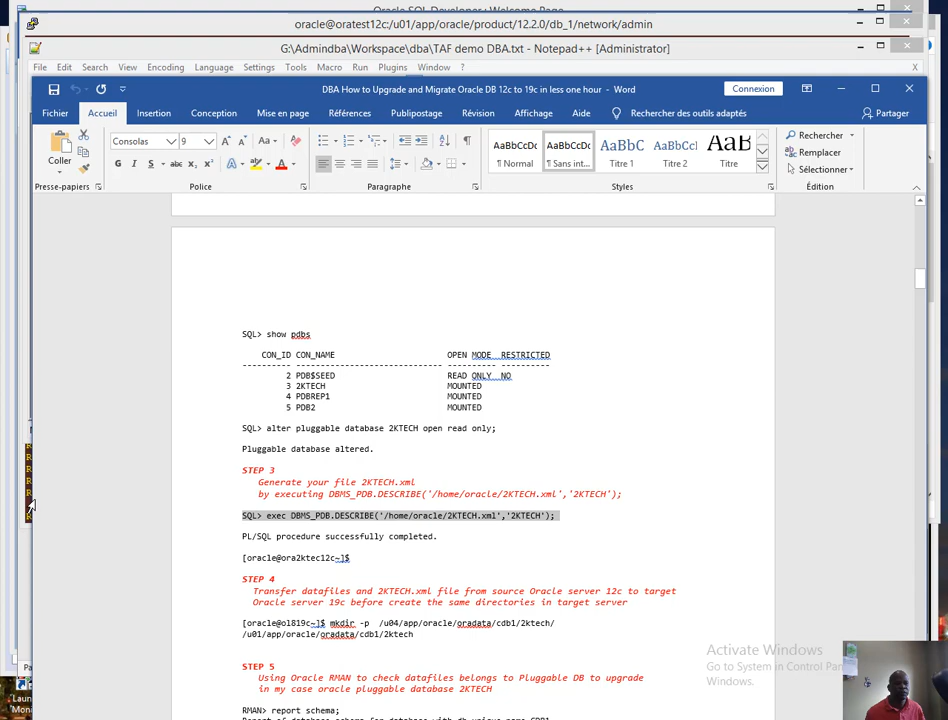 Oracle SQL Developer : Welcome Page
oracle@oratest12c:/u01/app/oracle/product/12.2.0/db_1/network/admin
G:\Admindba\Workspace\dba\TAF demo DBA.txt - Notepad++ [Administrator]
File Edit Search View Encoding Language Settings Tools Macro Run Plugins Window ? X
DBA How to Upgrade and Migrate Oracle DB 12c to 19c in less one hour - Word
Connexion
Fichier Accueil Insertion Conception Mise en page Références Publipostage Révision Affichage Aide Rechercher des outils adaptés Partager
Coller
Consolas 9
AaBbCcDc AaBbCcDc AaBbCc AaBbCcl AaBb
¶ Normal ¶ Sans int... Titre 1 Titre 2 Titre
Rechercher
Remplacer
Sélectionner
Presse-papiers Police Paragraphe Styles Édition
SQL> show pdbs
CON_ID CON_NAME OPEN MODE RESTRICTED
---------- ------------------------------ ---------- ----------
2 PDB$SEED READ ONLY NO
3 2KTECH MOUNTED
4 PDBREP1 MOUNTED
5 PDB2 MOUNTED
SQL> alter pluggable database 2KTECH open read only;
Pluggable database altered.
STEP 3
Generate your file 2KTECH.xml
by executing DBMS_PDB.DESCRIBE('/home/oracle/2KTECH.xml','2KTECH');
SQL> exec DBMS_PDB.DESCRIBE('/home/oracle/2KTECH.xml','2KTECH');
PL/SQL procedure successfully completed.
[oracle@ora2ktec12c~]$
STEP 4
Transfer datafiles and 2KTECH.xml file from source Oracle server 12c to target
Oracle server 19c before create the same directories in target server
[oracle@ol819c~]$ mkdir -p /u04/app/oracle/oradata/cdb1/2ktech/
/u01/app/oracle/oradata/cdb1/2ktech
STEP 5
Using Oracle RMAN to check datafiles belongs to Pluggable DB to upgrade
in my case oracle pluggable database 2KTECH
RMAN> report schema;
Activate Windows
Go to System in Control Pan
Windows.